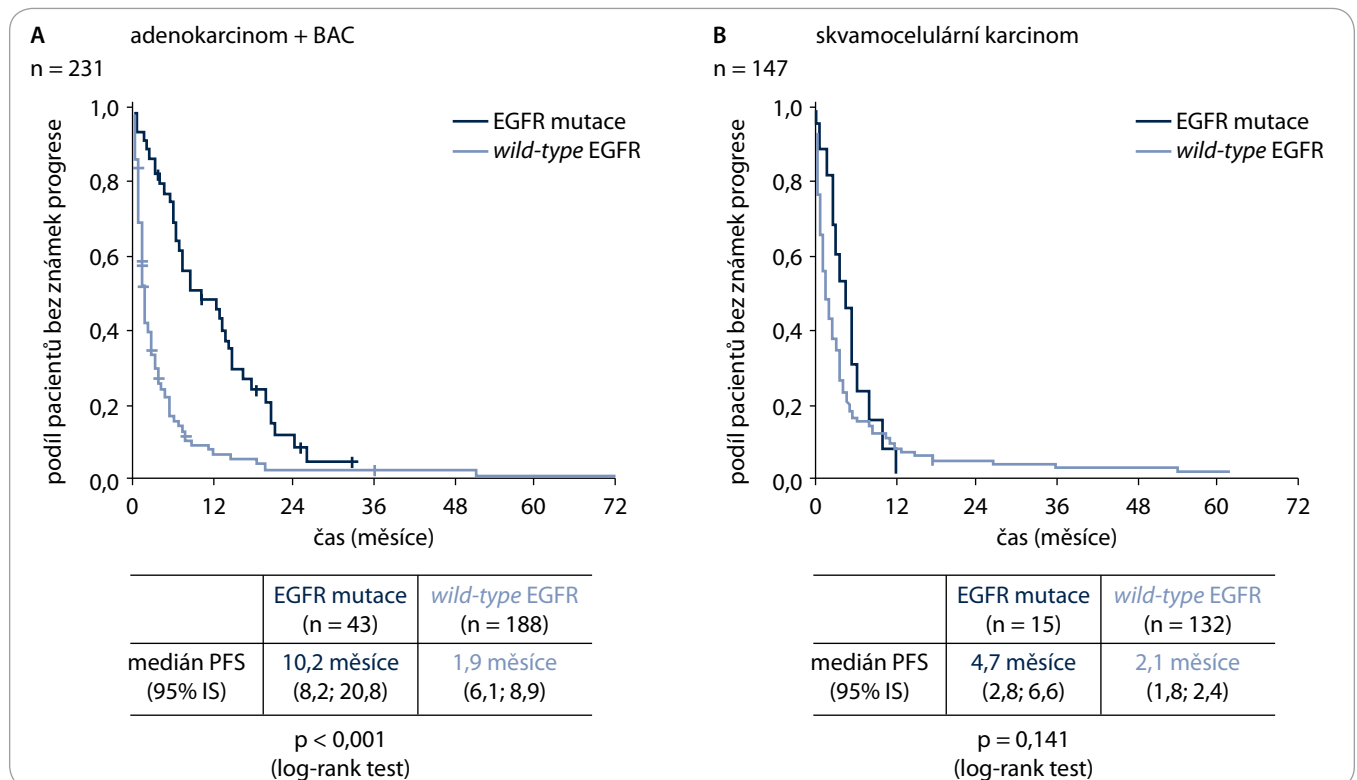 A adenokarcinom + BAC
n = 231
EGFR mutace
wild-type EGFR
podíl pacientů bez známek progrese
1,0
0,8
0,6
0,4
0,2
0,0
0 12 24 36 48 60 72
čas (měsíce)
EGFR mutace wild-type EGFR
(n = 43) (n = 188)
medián PFS 10,2 měsíce 1,9 měsíce
(95% IS) (8,2; 20,8) (6,1; 8,9)
p < 0,001
(log-rank test)
B skvamocelulární karcinom
n = 147
EGFR mutace
wild-type EGFR
podíl pacientů bez známek progrese
1,0
0,8
0,6
0,4
0,2
0,0
0 12 24 36 48 60 72
čas (měsíce)
EGFR mutace wild-type EGFR
(n = 15) (n = 132)
medián PFS 4,7 měsíce 2,1 měsíce
(95% IS) (2,8; 6,6) (1,8; 2,4)
p = 0,141
(log-rank test)